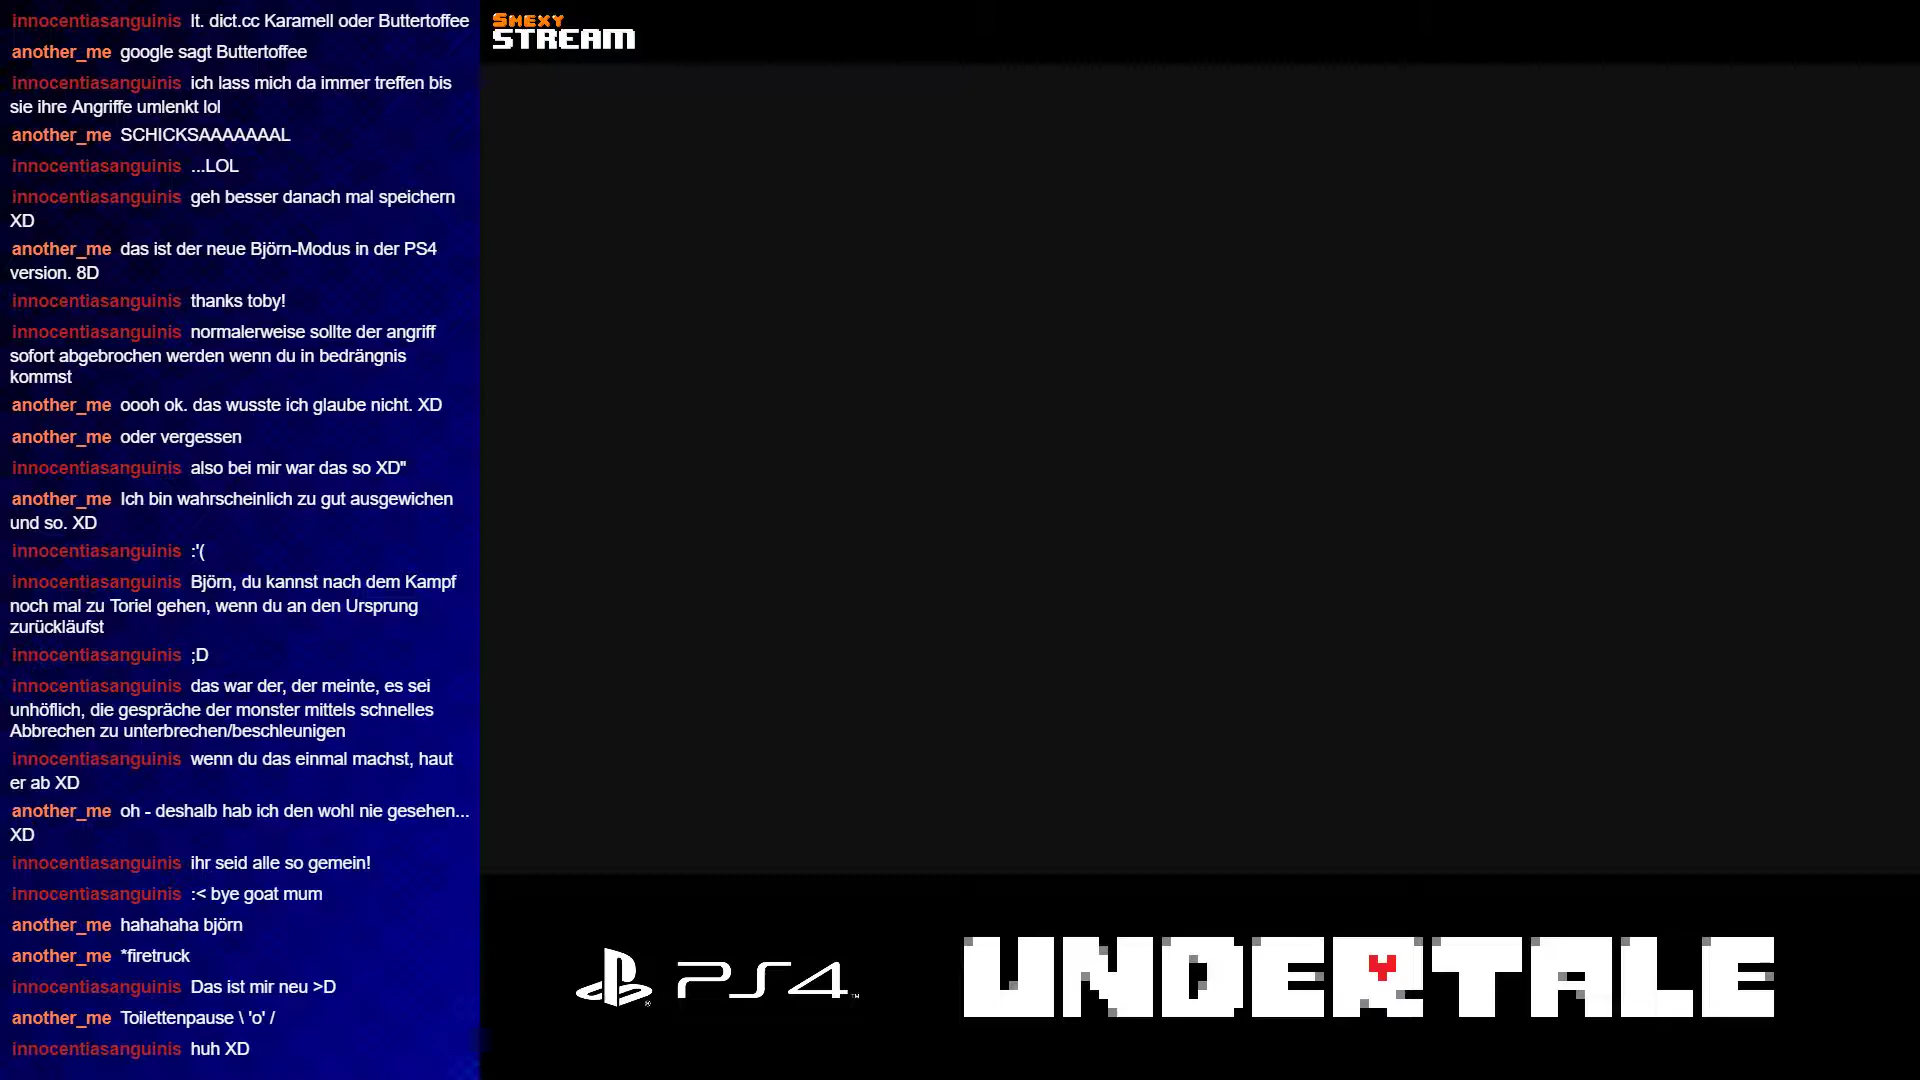 innocentiasanguinis lt. dict.cc Karamell oder Buttertoffee
another_me google sagt Buttertoffee
innocentiasanguinis ich lass mich da immer treffen bis
sie ihre Angriffe umlenkt lol
another_me SCHICKSAAAAAAAL
innocentiasanguinis ...LOL
innocentiasanguinis geh besser danach mal speichern
XD
another_me das ist der neue Björn-Modus in der PS4
version. 8D
innocentiasanguinis thanks toby!
innocentiasanguinis normalerweise sollte der angriff
sofort abgebrochen werden wenn du in bedrängnis
kommst
another_me oooh ok. das wusste ich glaube nicht. XD
another_me oder vergessen
innocentiasanguinis also bei mir war das so XD"
another_me Ich bin wahrscheinlich zu gut ausgewichen
und so. XD
innocentiasanguinis :'(
innocentiasanguinis Björn, du kannst nach dem Kampf
noch mal zu Toriel gehen, wenn du an den Ursprung
zurückläufst
innocentiasanguinis ;D
innocentiasanguinis das war der, der meinte, es sei
unhöflich, die gespräche der monster mittels schnelles
Abbrechen zu unterbrechen/beschleunigen
innocentiasanguinis wenn du das einmal machst, haut
er ab XD
another_me oh - deshalb hab ich den wohl nie gesehen...
XD
innocentiasanguinis ihr seid alle so gemein!
innocentiasanguinis :< bye goat mum
another_me hahahaha björn
another_me *firetruck
innocentiasanguinis Das ist mir neu >D
another_me Toilettenpause \ 'o' /
innocentiasanguinis huh XD
SHEXY
STREAM
PS4™
UNDERTALE